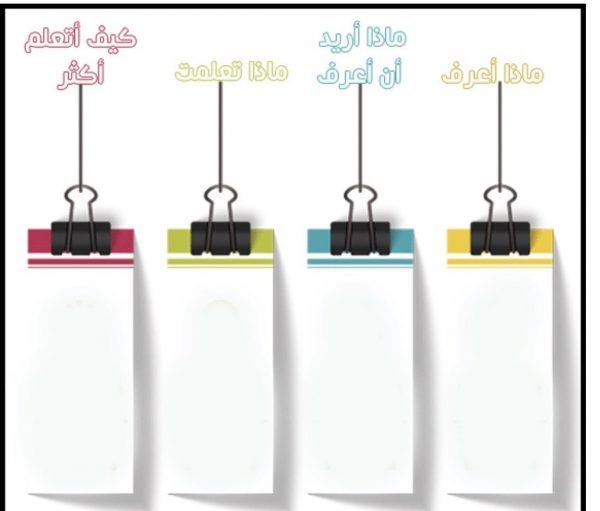 ماذا أعرف
ماذا أريد
أن أعرف
ماذا تعلمت
كيف أتعلم
أكثر